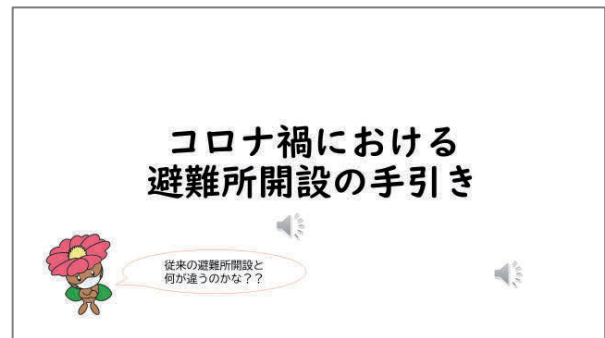 コロナ禍における
避難所開設の手引き
従来の避難所開設と
何が違うのかな？？